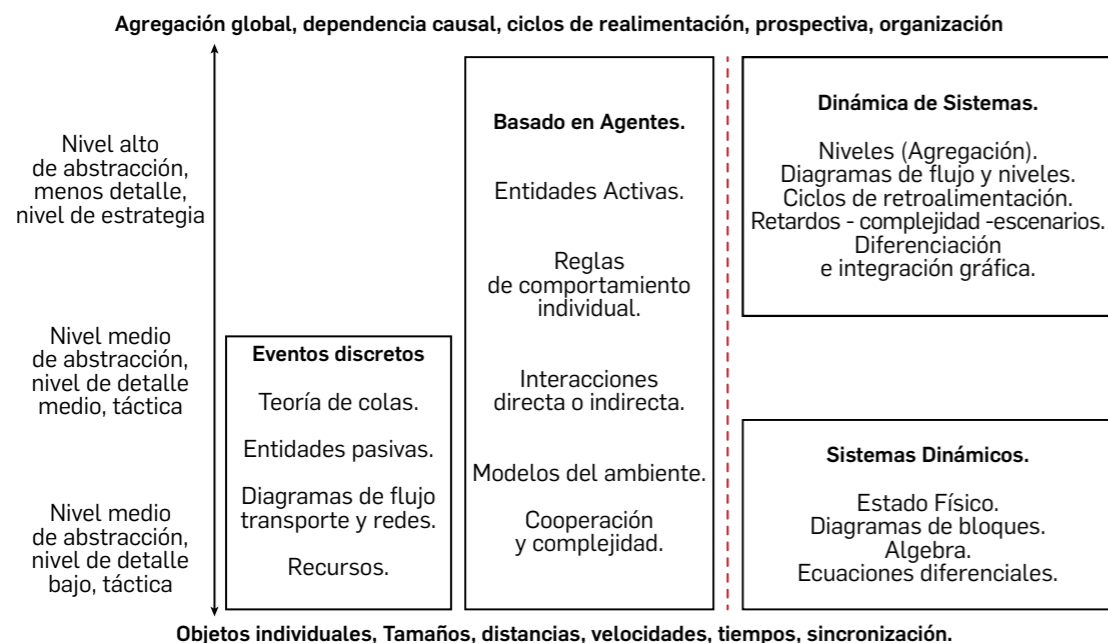 Agregación global, dependencia causal, ciclos de realimentación, prospectiva, organización
Nivel alto
de abstracción,
menos detalle,
nivel de estrategia
Nivel medio
de abstracción,
nivel de detalle
medio, táctica
Nivel medio
de abstracción,
nivel de detalle
bajo, táctica
Eventos discretos
Teoría de colas.
Entidades pasivas.
Diagramas de flujo
transporte y redes.
Recursos.
Basado en Agentes.
Entidades Activas.
Reglas
de comportamiento
individual.
Interacciones
directa o indirecta.
Modelos del ambiente.
Cooperación
y complejidad.
Dinámica de Sistemas.
Niveles (Agregación).
Diagramas de flujo y niveles.
Ciclos de retroalimentación.
Retardos - complejidad -escenarios.
Diferenciación
e integración gráfica.
Sistemas Dinámicos.
Estado Físico.
Diagramas de bloques.
Algebra.
Ecuaciones diferenciales.
Objetos individuales, Tamaños, distancias, velocidades, tiempos, sincronización.